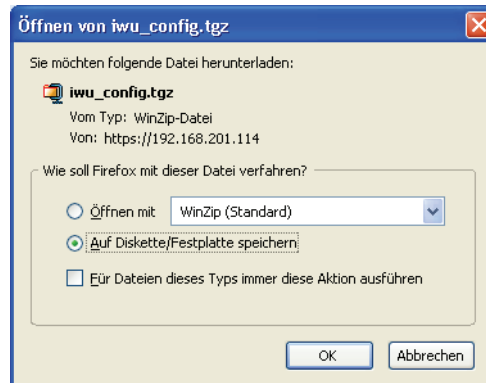 Öffnen von iwu_config.tgz
Sie möchten folgende Datei herunterladen:
iwu_config.tgz
Vom Typ: WinZip-Datei
Von: https://192.168.201.114
Wie soll Firefox mit dieser Datei verfahren?
Öffnen mit WinZip (Standard)
Auf Diskette/Festplatte speichern
Für Dateien dieses Typs immer diese Aktion ausführen
OK Abbrechen